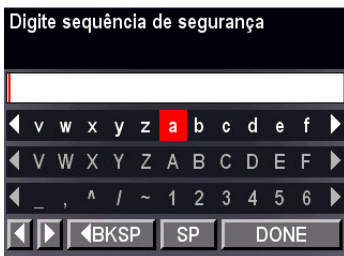 Digite sequência de segurança
◀ v w x y z a b c d e f ▶
◀ V W X Y Z A B C D E F ▶
◀ _ , ^ / ~ 1 2 3 4 5 6 ▶
◀ ▶ ◀BKSP SP DONE